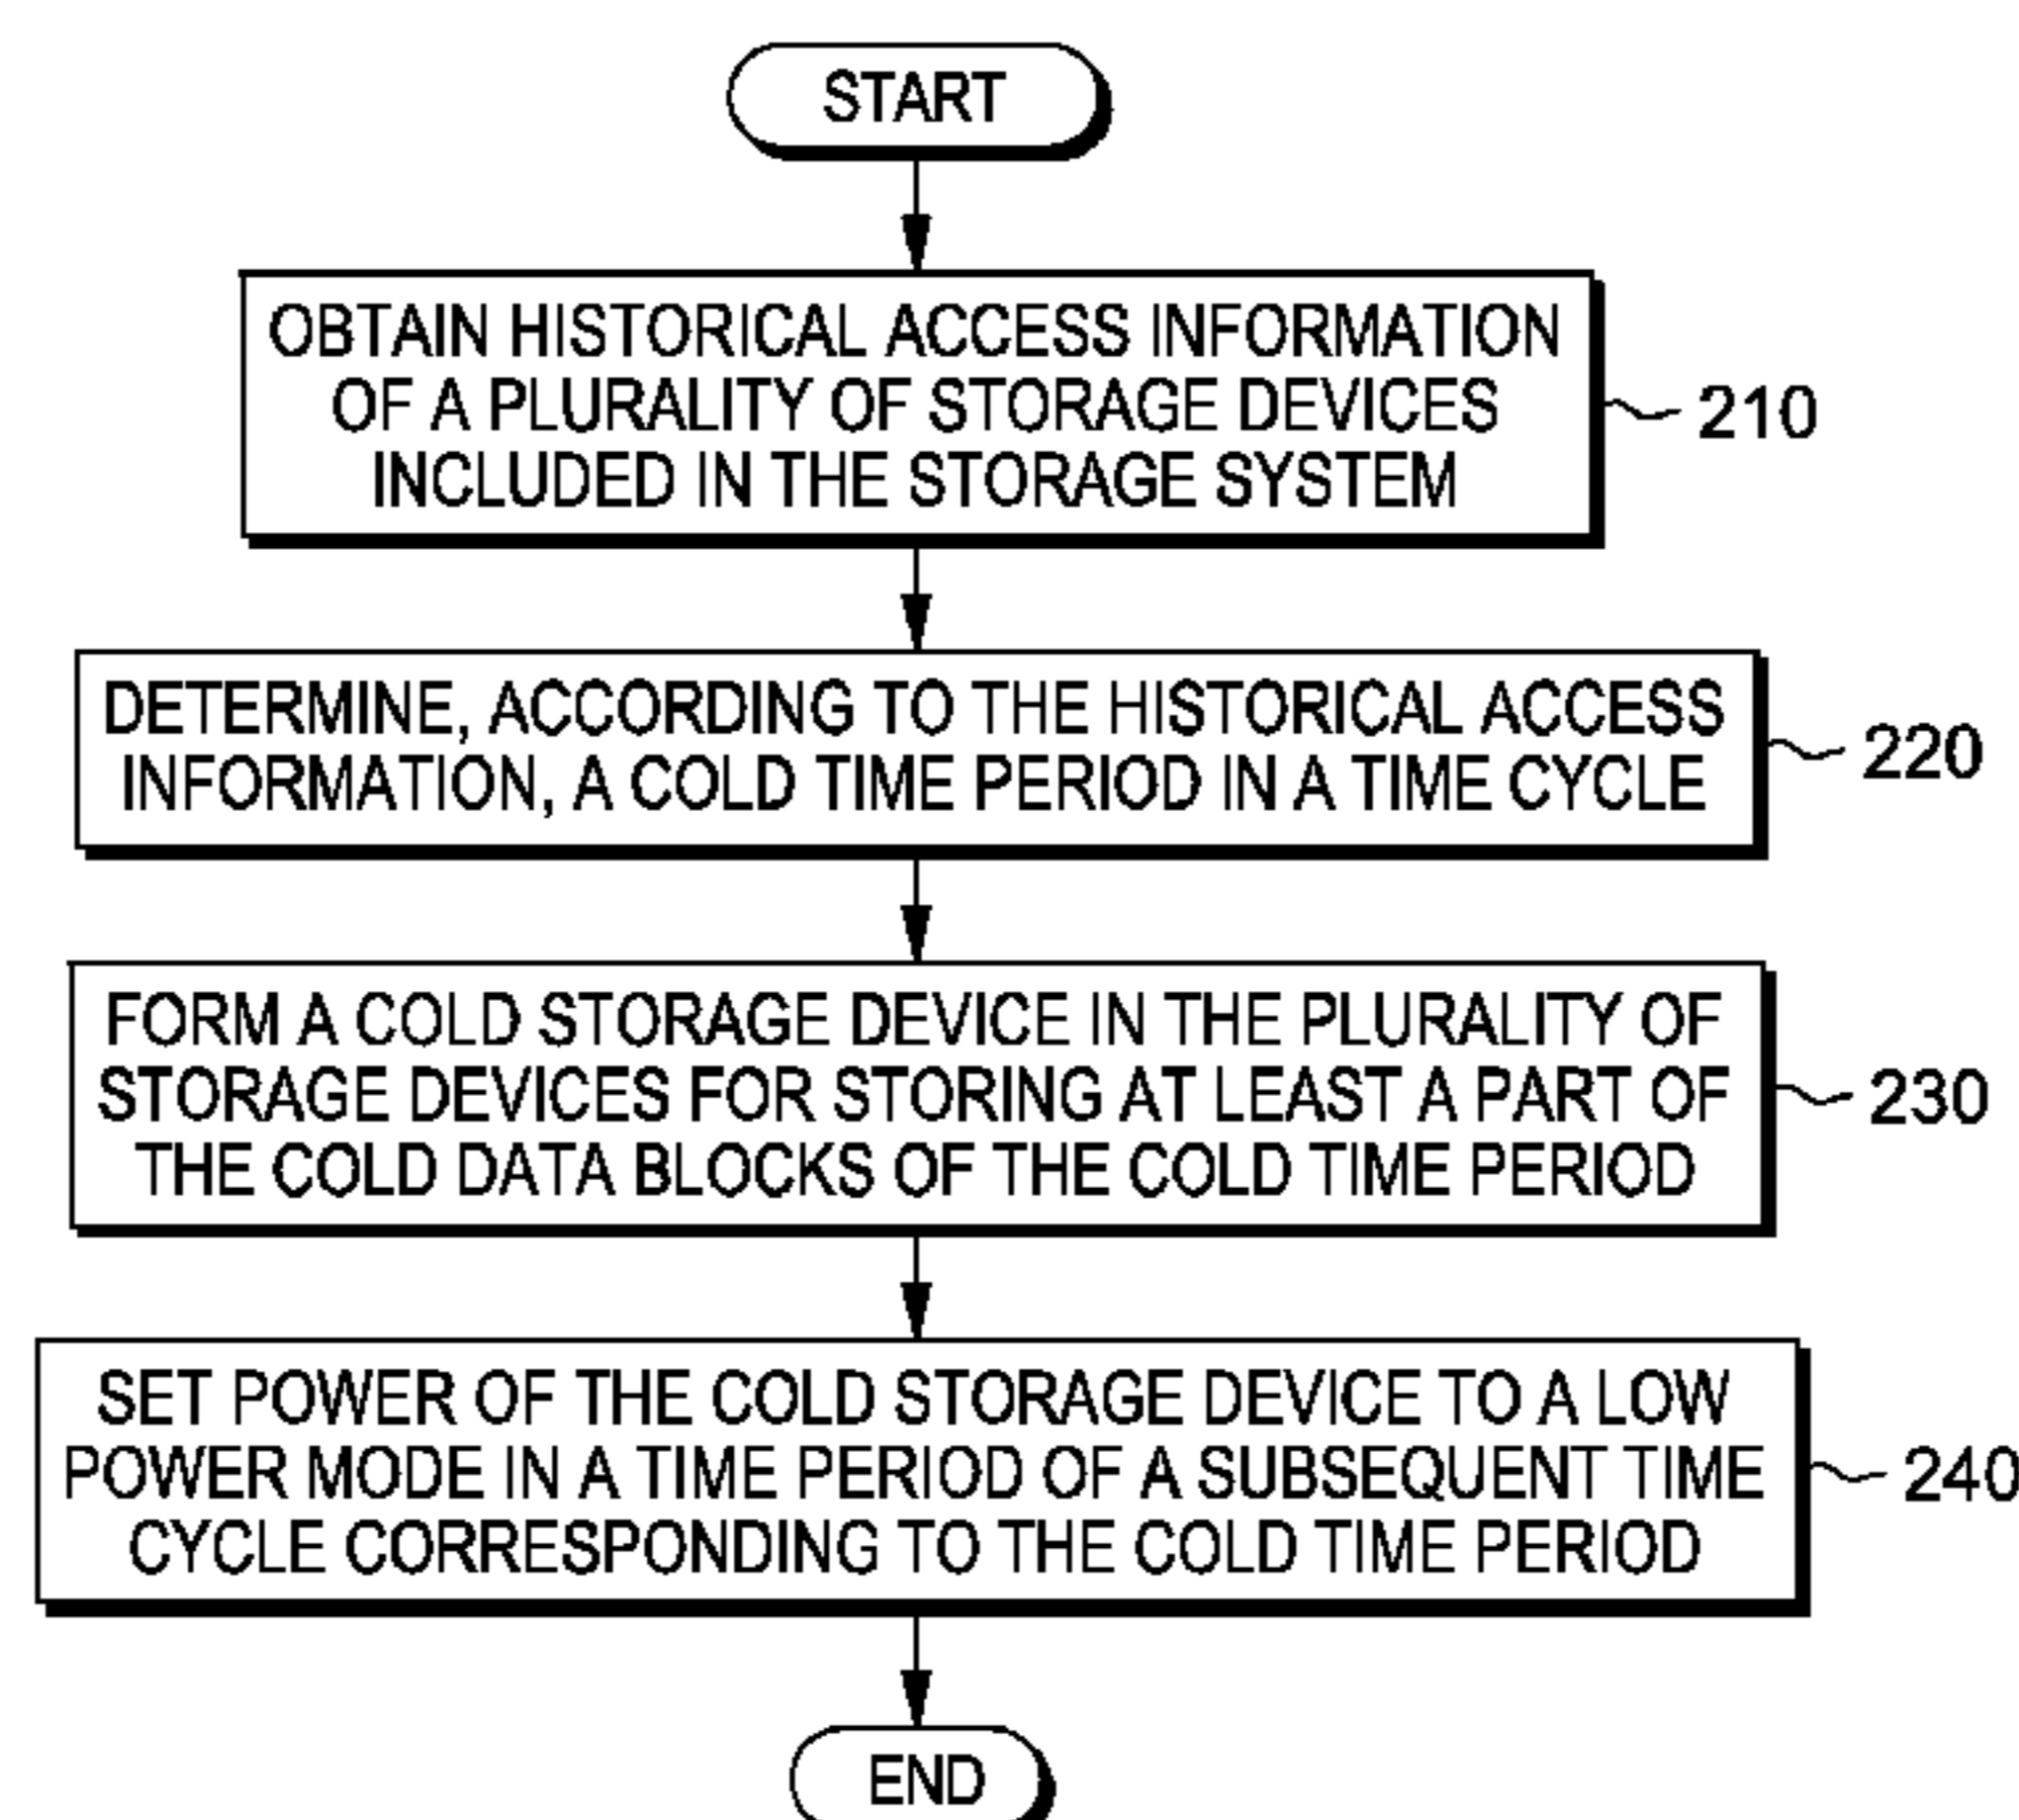 START
OBTAIN HISTORICAL ACCESS INFORMATION
OF A PLURALITY OF STORAGE DEVICES
INCLUDED IN THE STORAGE SYSTEM
210
DETERMINE, ACCORDING TO THE HISTORICAL ACCESS
INFORMATION, A COLD TIME PERIOD IN A TIME CYCLE
220
FORM A COLD STORAGE DEVICE IN THE PLURALITY OF
STORAGE DEVICES FOR STORING AT LEAST A PART OF
THE COLD DATA BLOCKS OF THE COLD TIME PERIOD
230
SET POWER OF THE COLD STORAGE DEVICE TO A LOW
POWER MODE IN A TIME PERIOD OF A SUBSEQUENT TIME
CYCLE CORRESPONDING TO THE COLD TIME PERIOD
240
END